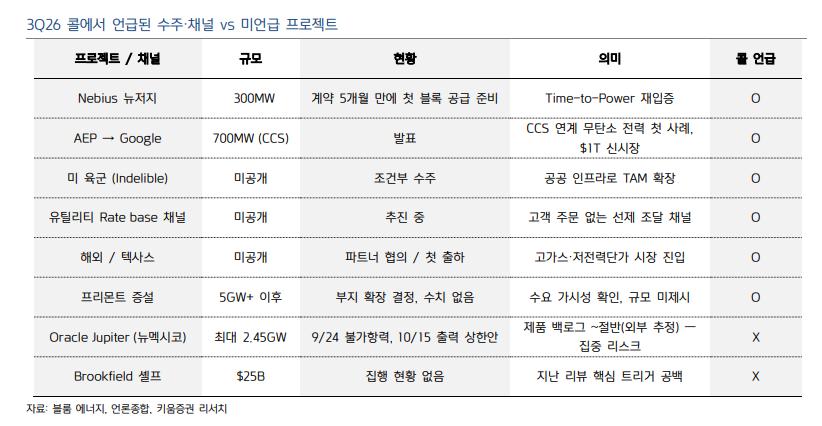 3Q26 콜에서 언급된 수주·채널 vs 미언급 프로젝트
프로젝트 / 채널 규모 현황 의미 콜 언급
Nebius 뉴저지 300MW 계약 5개월 만에 첫 블록 공급 준비 Time-to-Power 재입증 O
AEP → Google 700MW (CCS) 발표 CCS 연계 무탄소 전력 첫 사례, $1T 신시장 O
미 육군 (Indelible) 미공개 조건부 수주 공공 인프라로 TAM 확장 O
유틸리티 Rate base 채널 미공개 추진 중 고객 주문 없는 선제 조달 채널 O
해외 / 텍사스 미공개 파트너 협의 / 첫 출하 고가스·저전력단가 시장 진입 O
프리몬트 증설 5GW+ 이후 부지 확장 결정, 수치 없음 수요 가시성 확인, 규모 미제시 O
Oracle Jupiter (뉴멕시코) 최대 2.45GW 9/24 불가항력, 10/15 출력 상한안 제품 백로그 ~절반(외부 추정) — 집중 리스크 X
Brookfield 셸프 $25B 집행 현황 없음 지난 리뷰 핵심 트리거 공백 X
자료: 블룸 에너지, 언론종합, 키움증권 리서치